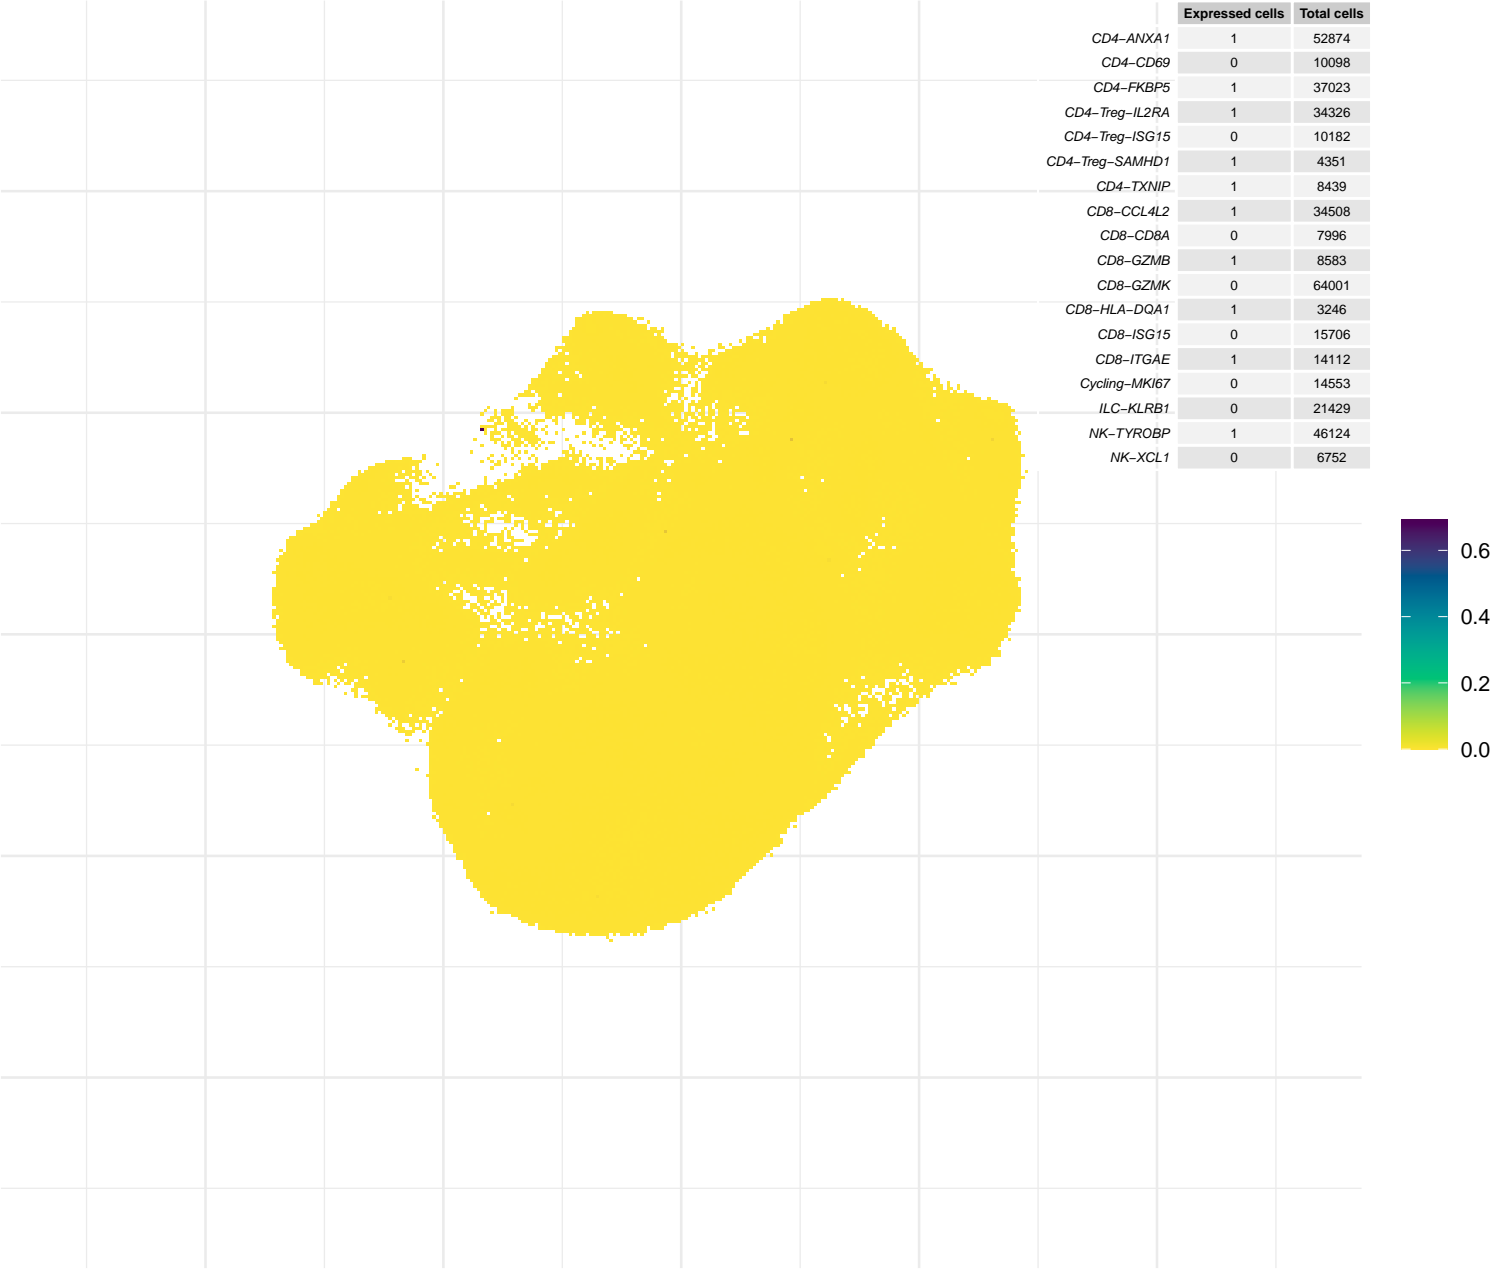 Expressed cells Total cells
CD4−ANXA1 1 52874
CD4−CD69 0 10098
CD4−FKBP5 1 37023
CD4−Treg−IL2RA 1 34326
CD4−Treg−ISG15 0 10182
CD4−Treg−SAMHD1 1 4351
CD4−TXNIP 1 8439
CD8−CCL4L2 1 34508
CD8−CD8A 0 7996
CD8−GZMB 1 8583
CD8−GZMK 0 64001
CD8−HLA−DQA1 1 3246
CD8−ISG15 0 15706
CD8−ITGAE 1 14112
Cycling−MKI67 0 14553
ILC−KLRB1 0 21429
NK−TYROBP 1 46124
NK−XCL1 0 6752
0.6
0.4
0.2
0.0